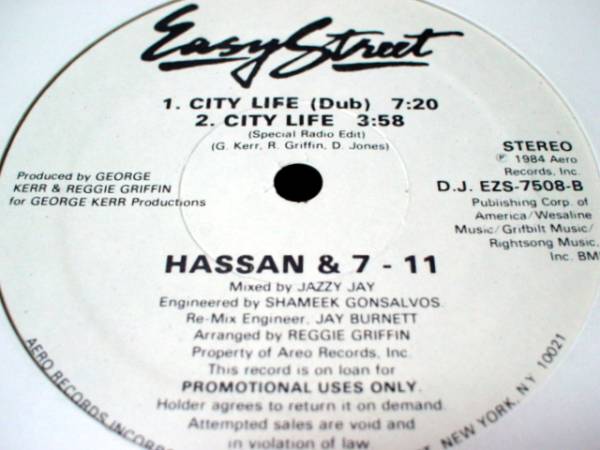 Easy Street
1. CITY LIFE (Dub) 7:20
2. CITY LIFE 3:58
(Special Radio Edit)
(G. Kerr, R. Griffin, D. Jones)
Produced by GEORGE
KERR & REGGIE GRIFFIN
for GEORGE KERR Productions
STEREO
℗ 1984 Aero
Records, Inc.
D.J. EZS-7508-B
Publishing Corp. of
America/Wesaline
Music/Grifbilt Music/
Rightsong Music,
Inc. BMI
HASSAN & 7 - 11
Mixed by JAZZY JAY
Engineered by SHAMEEK GONSALVOS.
Re-Mix Engineer, JAY BURNETT
Arranged by REGGIE GRIFFIN
Property of Areo Records, Inc.
This record is on loan for
PROMOTIONAL USES ONLY.
Holder agrees to return it on demand.
Attempted sales are void and
in violation of law.
AERO RECORDS INCORP
NEW YORK, NY 10021